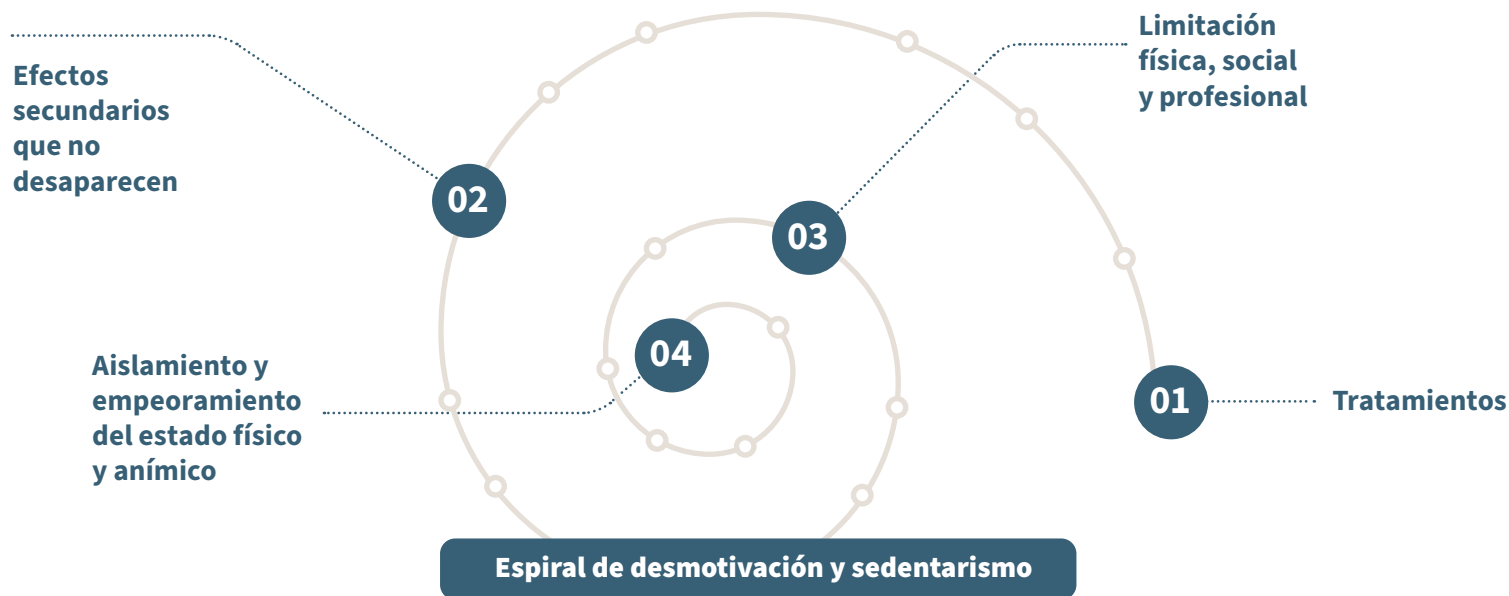 01
Tratamientos
02
Efectos
secundarios
que no
desaparecen
03
Limitación
física, social
y profesional
04
Aislamiento y
empeoramiento
del estado físico
y anímico
Espiral de desmotivación y sedentarismo